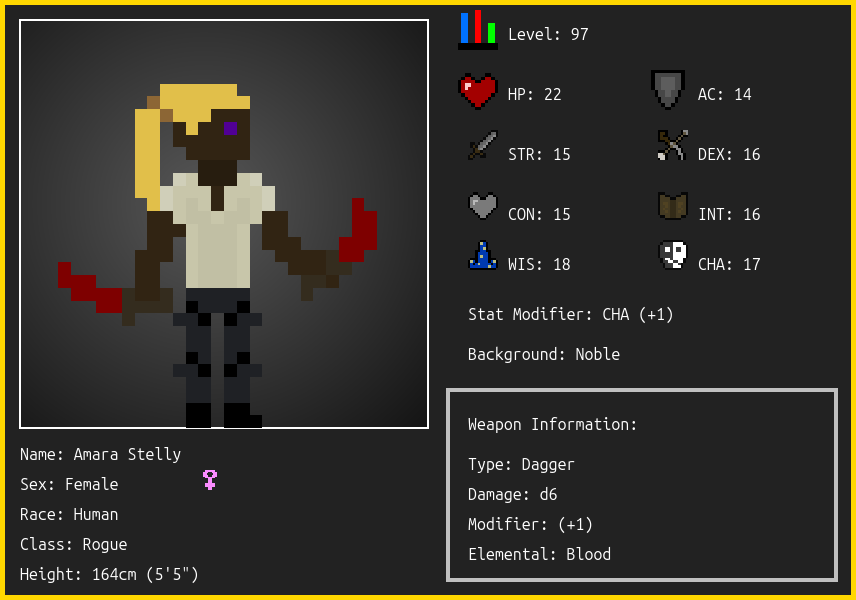 Level: 97
HP: 22
AC: 14
STR: 15
DEX: 16
CON: 15
INT: 16
WIS: 18
CHA: 17
Stat Modifier: CHA (+1)
Background: Noble
Weapon Information:
Type: Dagger
Damage: d6
Modifier: (+1)
Elemental: Blood
Name: Amara Stelly
Sex: Female
Race: Human
Class: Rogue
Height: 164cm (5'5")